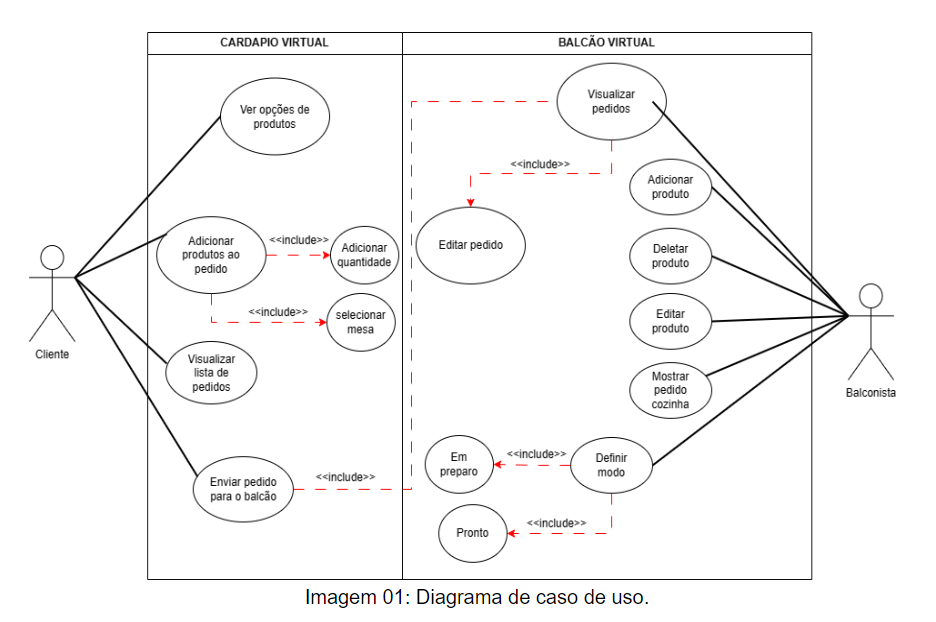 CARDAPIO VIRTUAL
BALCÃO VIRTUAL
Ver opções de
produtos
Adicionar
produtos ao
pedido
<<include>>
Adicionar
quantidade
<<include>>
selecionar
mesa
Cliente
Visualizar
lista de
pedidos
Enviar pedido
para o balcão
<<include>>
Visualizar
pedidos
<<include>>
Editar pedido
Adicionar
produto
Deletar
produto
Editar
produto
Mostrar
pedido
cozinha
Balconista
Em
preparo
<<include>>
Definir
modo
Pronto
<<include>>
Imagem 01: Diagrama de caso de uso.